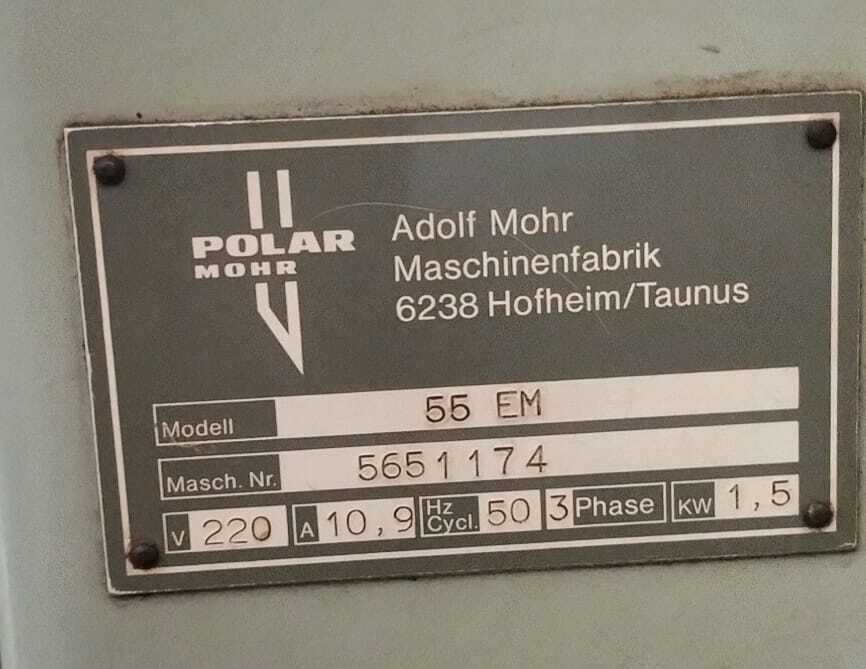 POLAR
MOHR
Adolf Mohr
Maschinenfabrik
6238 Hofheim/Taunus
Modell 55 EM
Masch. Nr. 5651174
V 220 A 10,9 Hz Cycl. 50 3 Phase KW 1,5